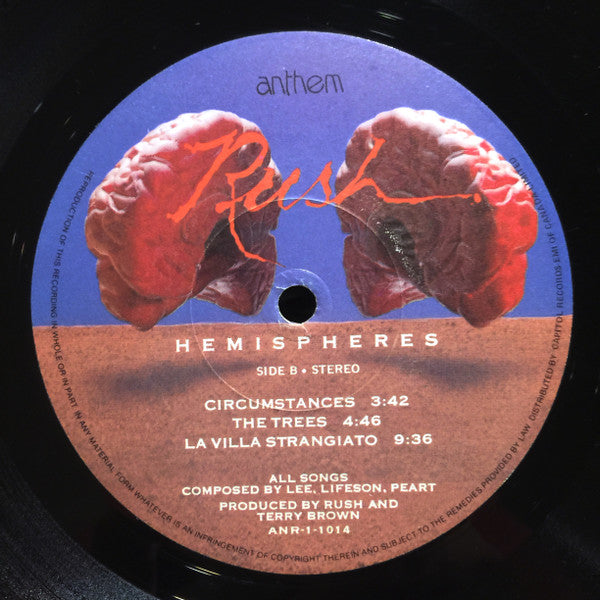 anthem
Rush
HEMISPHERES
SIDE B • STEREO
CIRCUMSTANCES 3:42
THE TREES 4:46
LA VILLA STRANGIATO 9:36
ALL SONGS
COMPOSED BY LEE, LIFESON, PEART
PRODUCED BY RUSH AND
TERRY BROWN
ANR-1-1014
REPRODUCTION OF THIS RECORDING IN WHOLE OR IN PART IN ANY MATERIAL FORM WHATEVER IS AN INFRINGEMENT OF COPYRIGHT THEREIN AND SUBJECT TO THE REMEDIES PROVIDED BY LAW DISTRIBUTED BY CAPITOL RECORDS EMI OF CANADA LIMITED